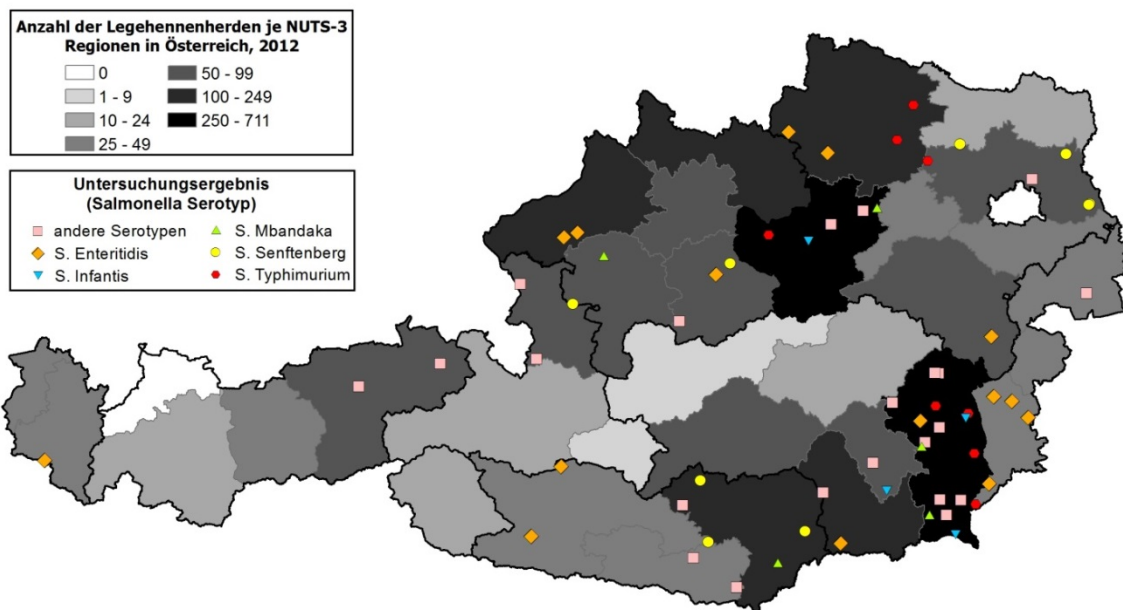 Anzahl der Legehennenherden je NUTS-3
Regionen in Österreich, 2012
0
50 - 99
1 - 9
100 - 249
10 - 24
250 - 711
25 - 49
Untersuchungsergebnis
(Salmonella Serotyp)
andere Serotypen
S. Mbandaka
S. Enteritidis
S. Senftenberg
S. Infantis
S. Typhimurium